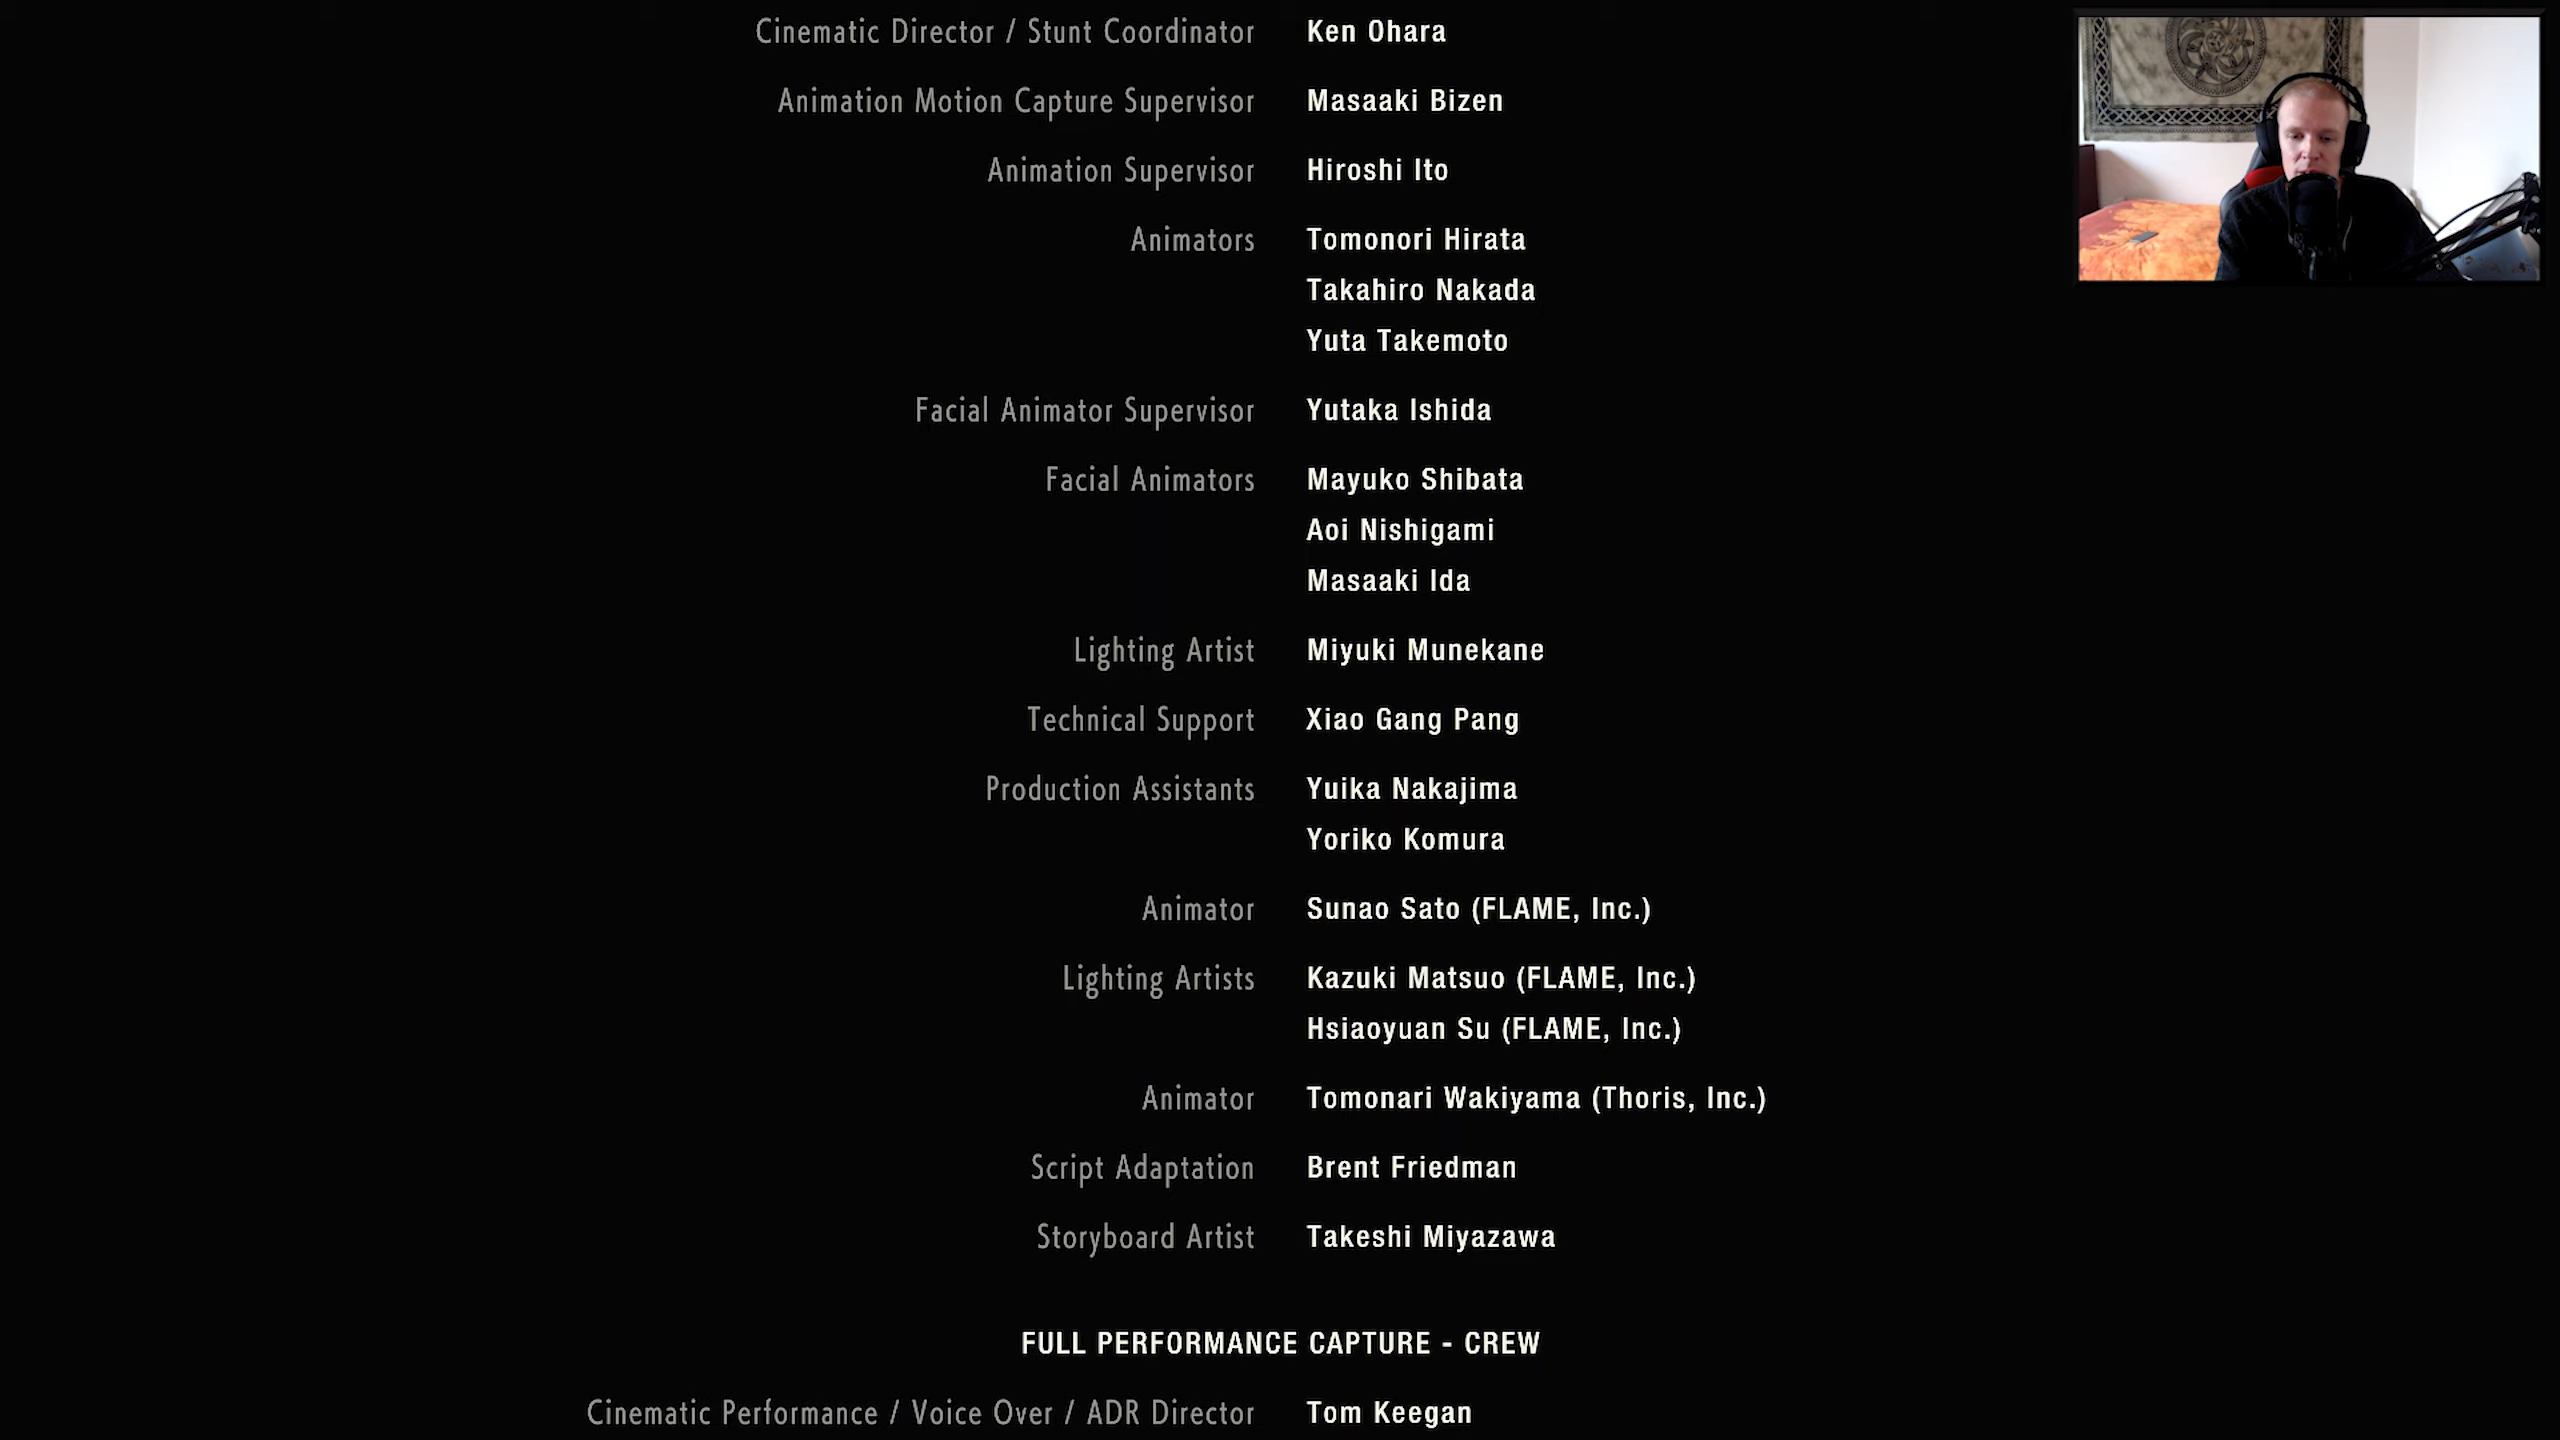 Cinematic Director / Stunt Coordinator Ken Ohara
Animation Motion Capture Supervisor Masaaki Bizen
Animation Supervisor Hiroshi Ito
Animators Tomonori Hirata
Takahiro Nakada
Yuta Takemoto
Facial Animator Supervisor Yutaka Ishida
Facial Animators Mayuko Shibata
Aoi Nishigami
Masaaki Ida
Lighting Artist Miyuki Munekane
Technical Support Xiao Gang Pang
Production Assistants Yuika Nakajima
Yoriko Komura
Animator Sunao Sato (FLAME, Inc.)
Lighting Artists Kazuki Matsuo (FLAME, Inc.)
Hsiaoyuan Su (FLAME, Inc.)
Animator Tomonari Wakiyama (Thoris, Inc.)
Script Adaptation Brent Friedman
Storyboard Artist Takeshi Miyazawa
FULL PERFORMANCE CAPTURE - CREW
Cinematic Performance / Voice Over / ADR Director Tom Keegan